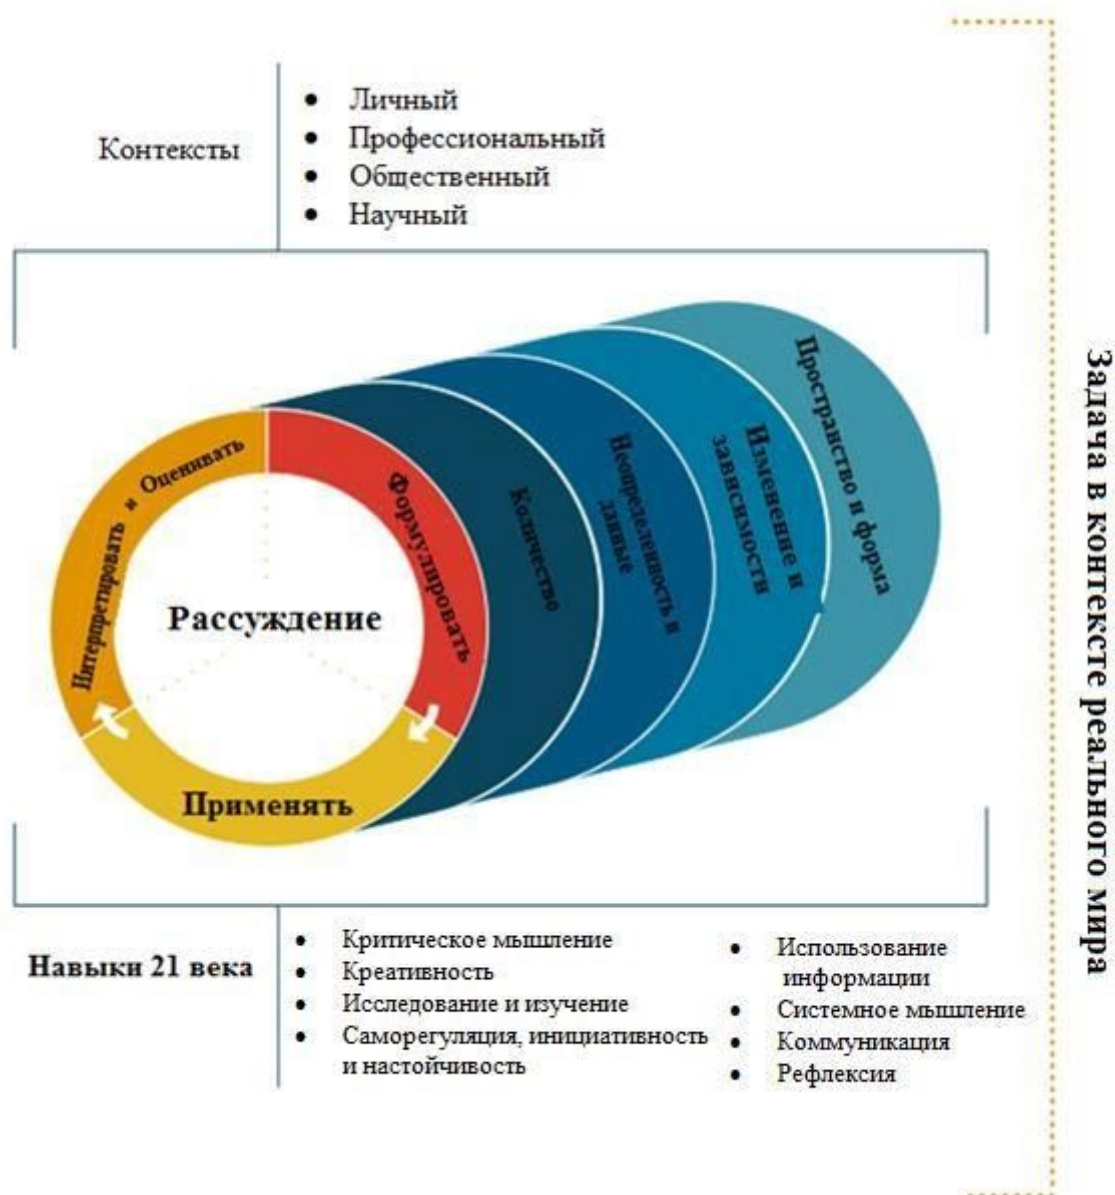 Контексты
• Личный
• Профессиональный
• Общественный
• Научный
Интерпретировать и Оценивать
Формулировать
Применять
Рассуждение
Количество
Неопределенность и
данные
Изменение и
зависимости
Пространство и форма
Задача в контексте реального мира
Навыки 21 века
• Критическое мышление
• Креативность
• Исследование и изучение
• Саморегуляция, инициативность
и настойчивость
• Использование
информации
• Системное мышление
• Коммуникация
• Рефлексия